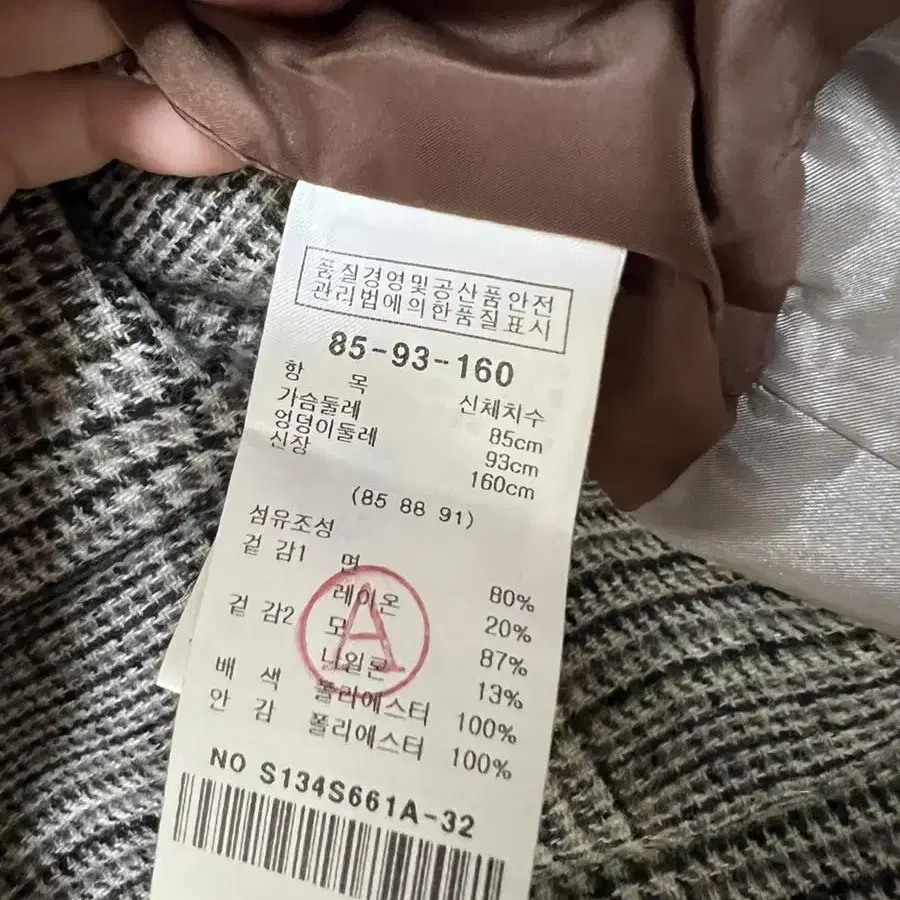 품질경영및공산품안전
관리법에의한품질표시
85-93-160
항 목 신체치수
가슴둘레 85cm
엉덩이둘레 93cm
신장 160cm
(85 88 91)
섬유조성
겉 감1 면 80%
레이온 20%
겉 감2 모 87%
나일론 13%
배 색 폴리에스터 100%
안 감 폴리에스터 100%
NO S134S661A-32
A